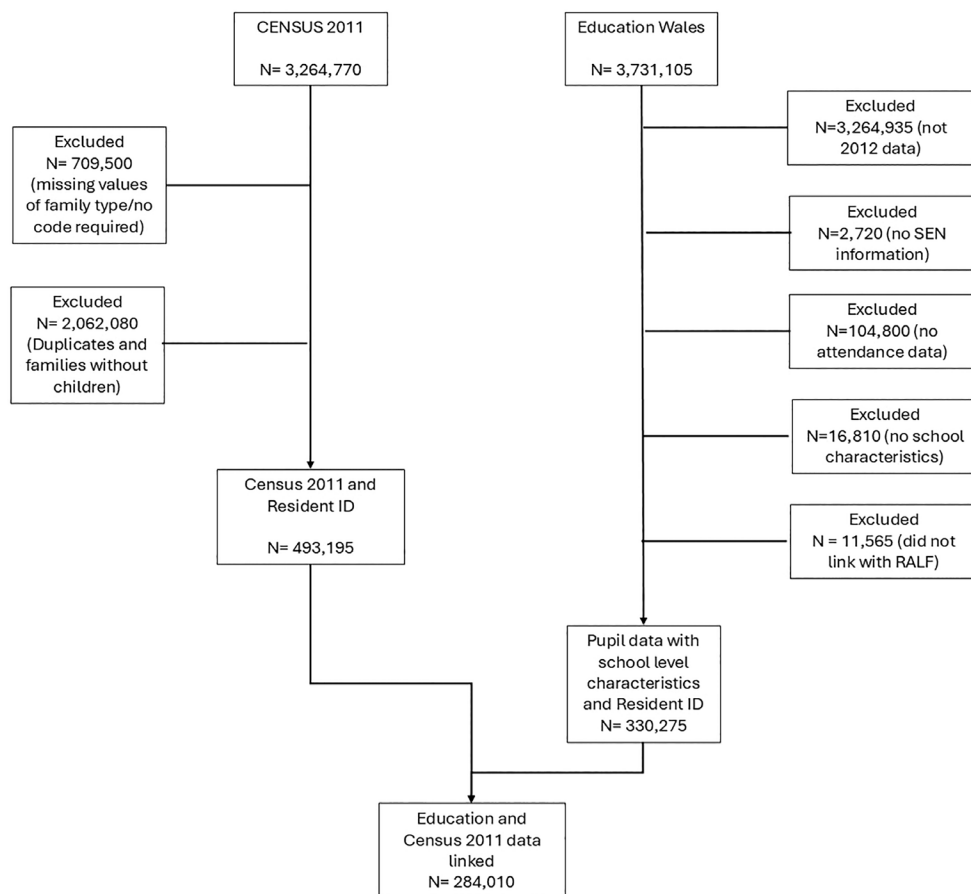 CENSUS 2011
N= 3,264,770
Education Wales
N= 3,731,105
Excluded
N= 709,500
(missing values
of family type/no
code required)
Excluded
N= 2,062,080
(Duplicates and
families without
children)
Excluded
N=3,264,935 (not
2012 data)
Excluded
N=2,720 (no SEN
information)
Excluded
N=104,800 (no
attendance data)
Excluded
N=16,810 (no school
characteristics)
Excluded
N = 11,565 (did not
link with RALF)
Census 2011 and
Resident ID
N= 493,195
Pupil data with
school level
characteristics
and Resident ID
N= 330,275
Education and
Census 2011 data
linked
N= 284,010